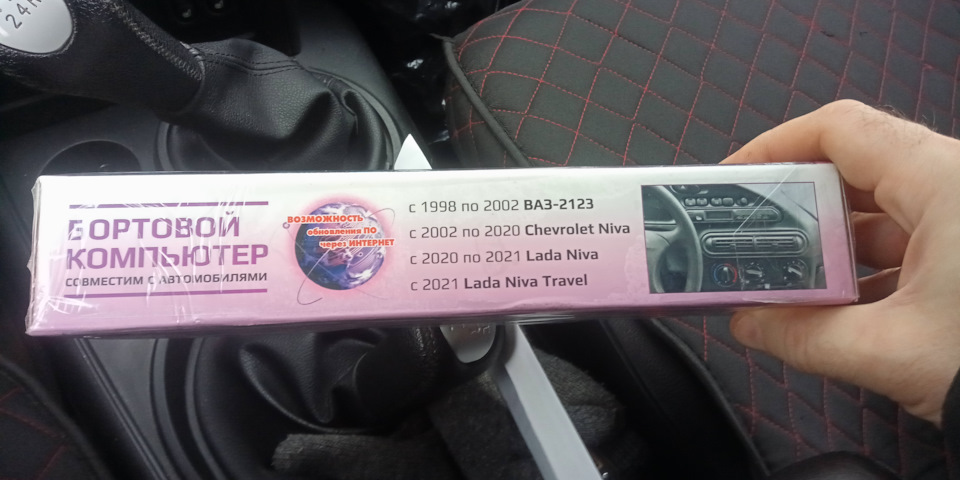 БОРТОВОЙ
КОМПЬЮТЕР
СОВМЕСТИМ С АВТОМОБИЛЯМИ
ВОЗМОЖНОСТЬ
обновления ПО
через ИНТЕРНЕТ
с 1998 по 2002 ВАЗ-2123
с 2002 по 2020 Chevrolet Niva
с 2020 по 2021 Lada Niva
с 2021 Lada Niva Travel